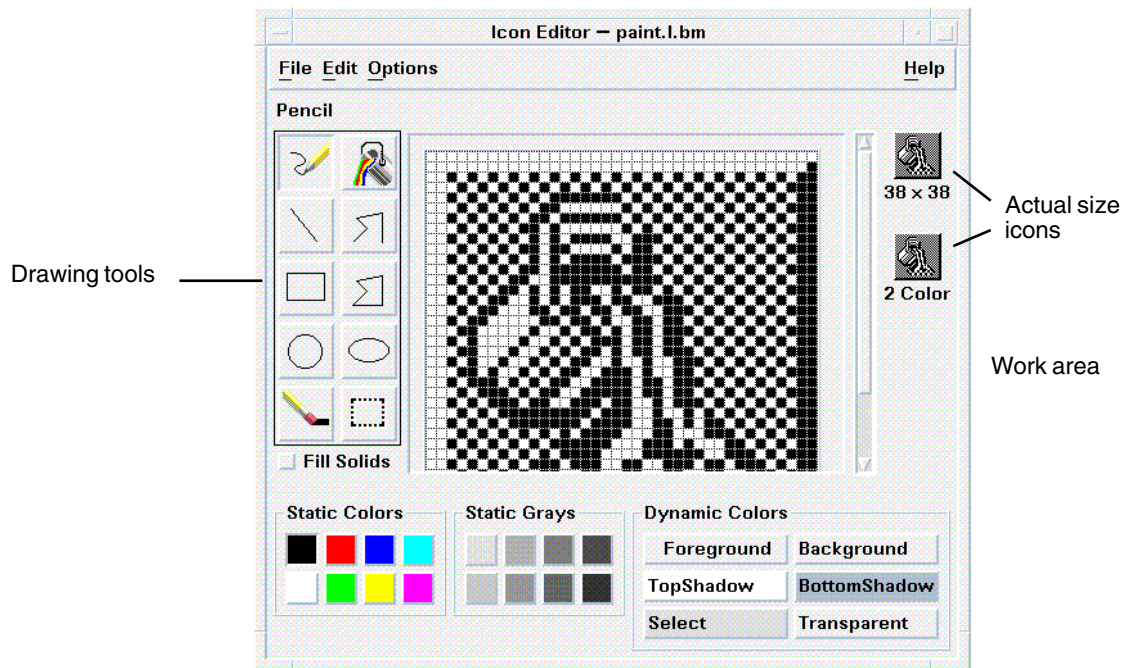 Icon Editor – paint.l.bm
File Edit Options Help
Pencil
38 x 38
Actual size
icons
2 Color
Drawing tools
Work area
Fill Solids
Static Colors
Static Grays
Dynamic Colors
Foreground Background
TopShadow BottomShadow
Select Transparent